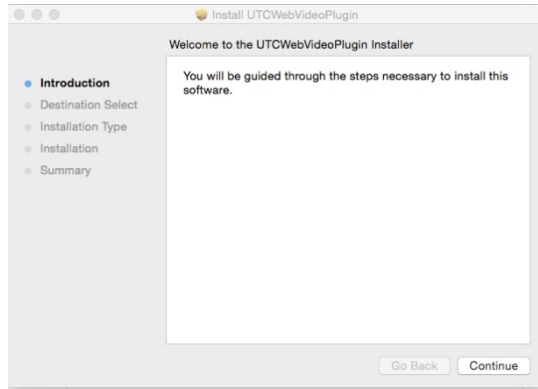 Install UTCWebVideoPlugin
Welcome to the UTCWebVideoPlugin Installer
Introduction
Destination Select
Installation Type
Installation
Summary
You will be guided through the steps necessary to install this
software.
Go Back
Continue